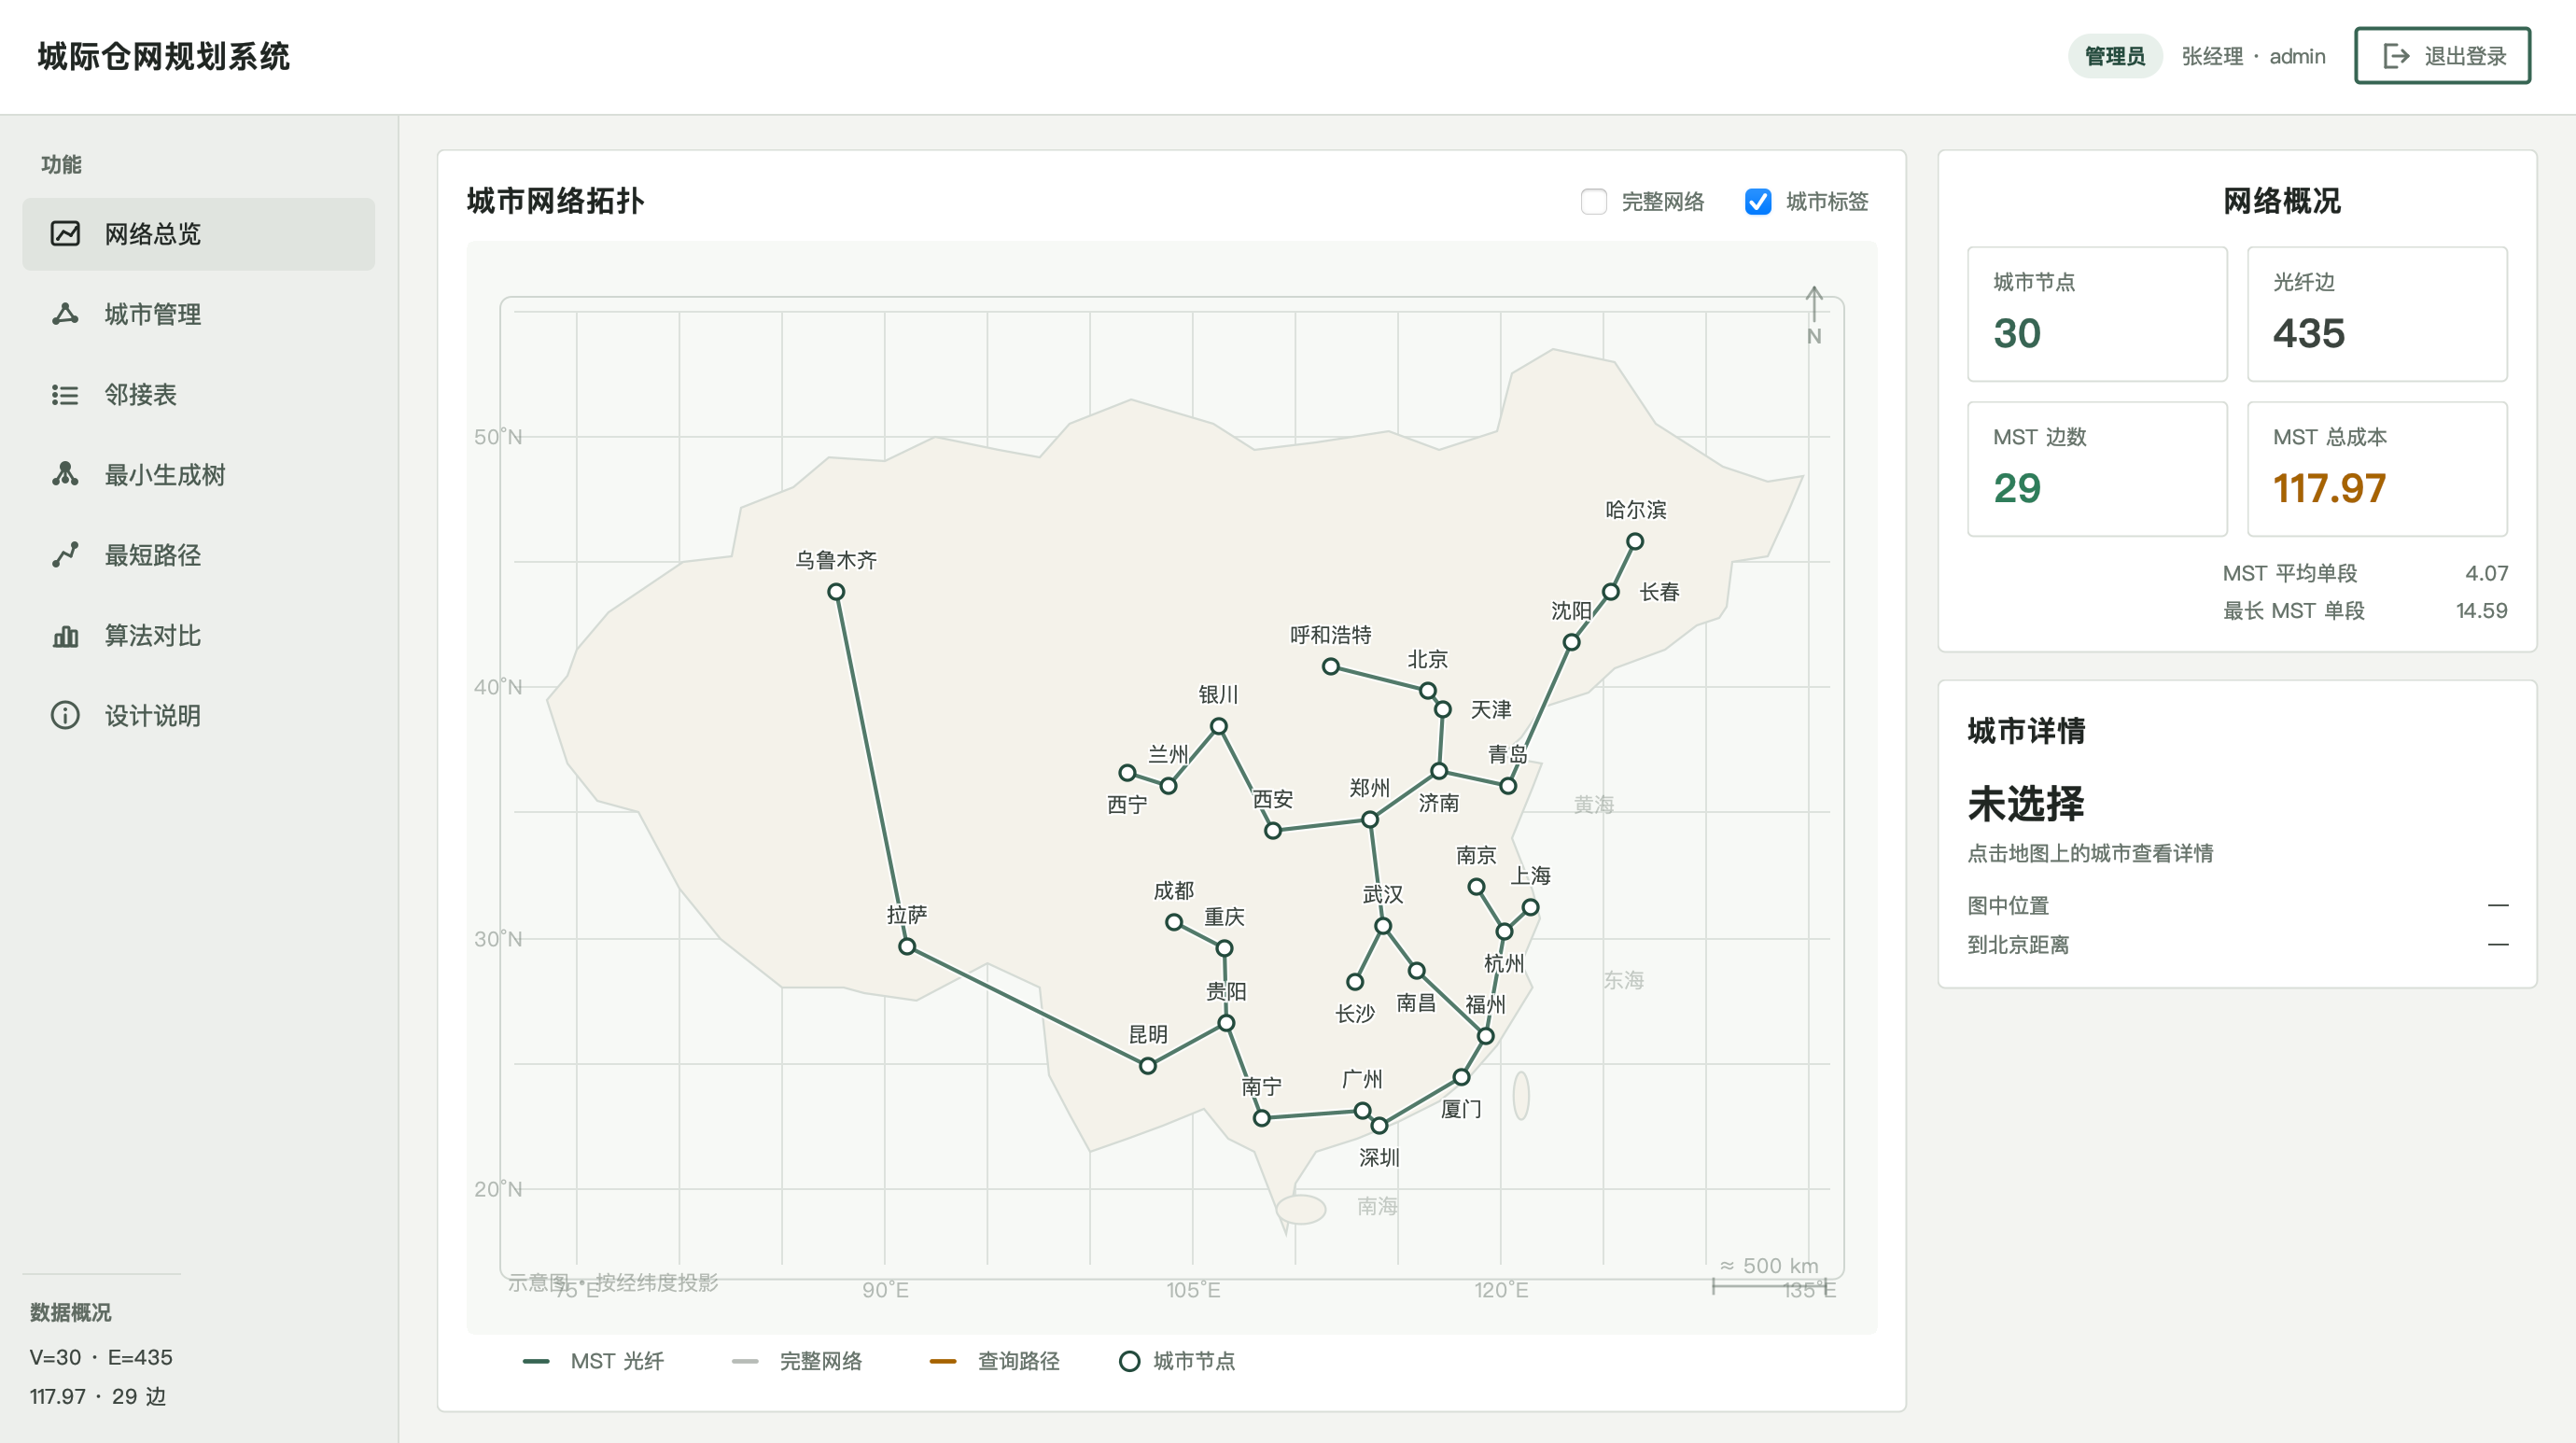 城际仓网规划系统
管理员 张经理 · admin 退出登录
功能
网络总览
城市管理
邻接表
最小生成树
最短路径
算法对比
设计说明
数据概况
V=30 · E=435
117.97 · 29 边
城市网络拓扑
完整网络 城市标签
N
50°N
40°N
30°N
20°N
哈尔滨
乌鲁木齐
长春
沈阳
呼和浩特
北京
银川
天津
兰州
青岛
西宁
西安
郑州
济南
黄海
南京
上海
成都
武汉
拉萨
重庆
杭州
东海
贵阳
长沙
南昌
福州
昆明
南宁
广州
厦门
深圳
南海
≈ 500 km
示意图 · 按经纬度投影
75°E 90°E 105°E 120°E 135°E
MST 光纤 完整网络 查询路径 城市节点
网络概况
城市节点
30
光纤边
435
MST 边数
29
MST 总成本
117.97
MST 平均单段 4.07
最长 MST 单段 14.59
城市详情
未选择
点击地图上的城市查看详情
图中位置 —
到北京距离 —